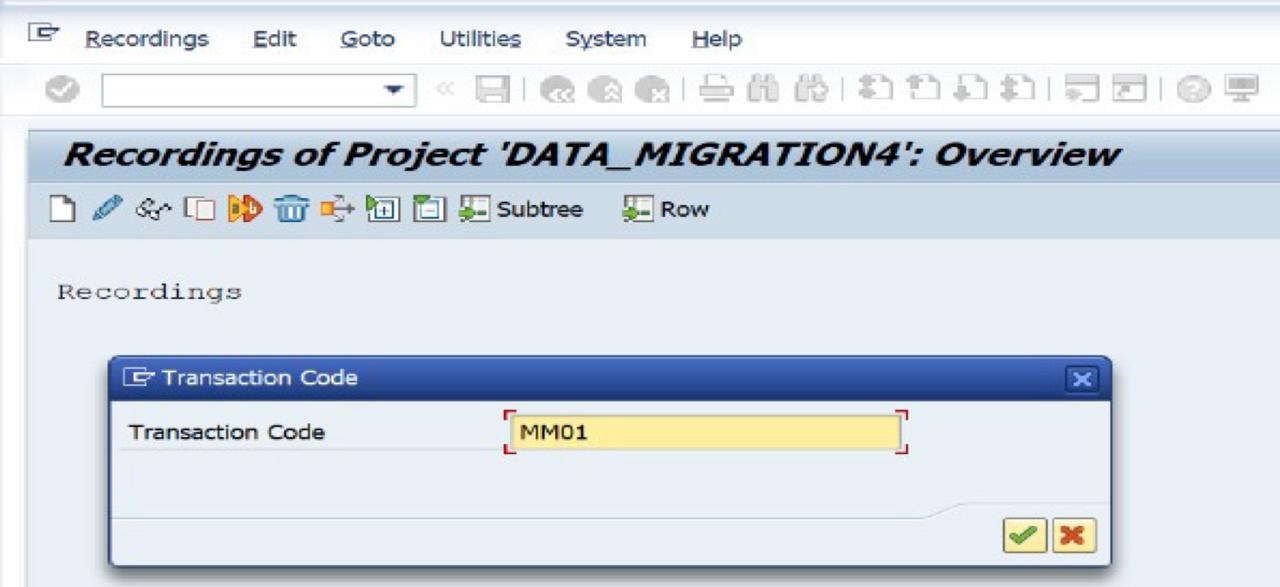 Recordings Edit Goto Utilities System Help
Recordings of Project 'DATA_MIGRATION4': Overview
Subtree Row
Recordings
Transaction Code
Transaction Code MM01